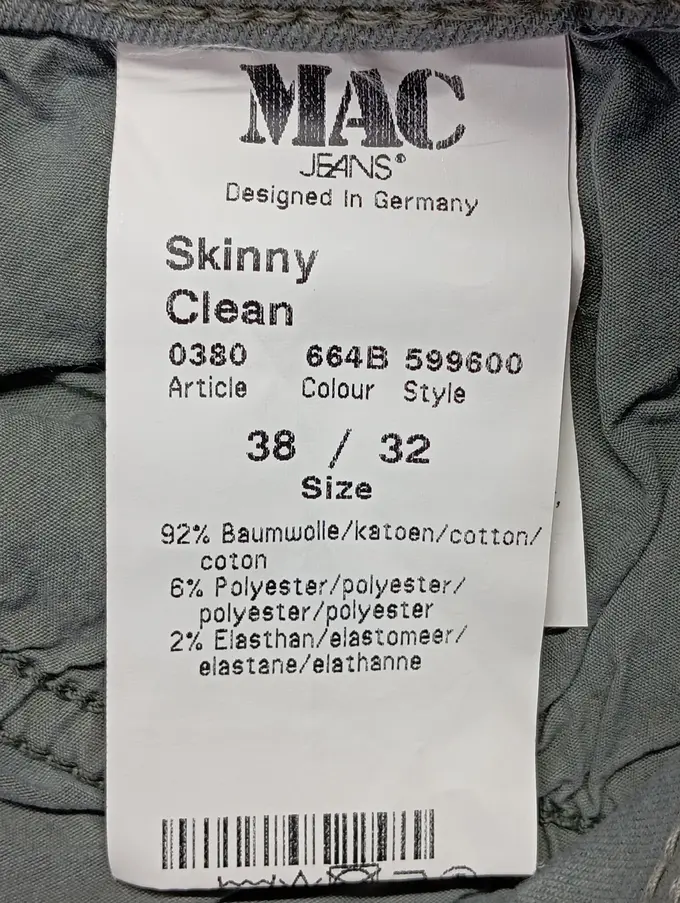 MAC
JEANS®
Designed In Germany
Skinny
Clean
0380 664B 599600
Article Colour Style
38 / 32
Size
92% Baumwolle/katoen/cotton/
coton
6% Polyester/polyester/
polyester/polyester
2% Elasthan/elastomeer/
elastane/elathanne